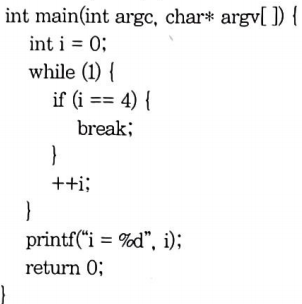 int main(int argc, char* argv[ ]) {
int i = 0;
while (1) {
if (i == 4) {
break;
}
++i;
}
printf(“i = %d”, i);
return 0;
}